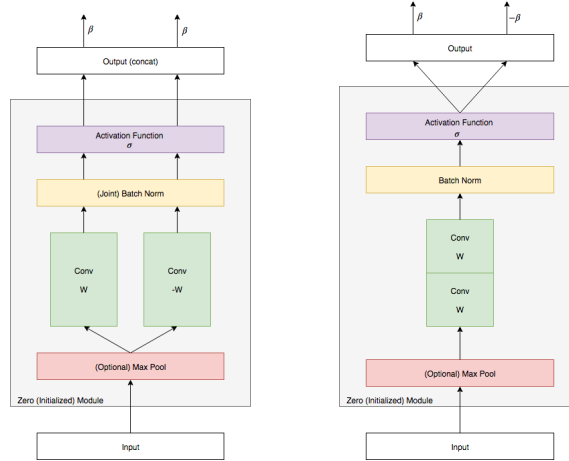 β
β
Output (concat)
Activation Function
σ
(Joint) Batch Norm
Conv
W
Conv
-W
(Optional) Max Pool
Zero (Initialized) Module
Input
β
−β
Output
Activation Function
σ
Batch Norm
Conv
W
Conv
W
(Optional) Max Pool
Zero (Initialized) Module
Input